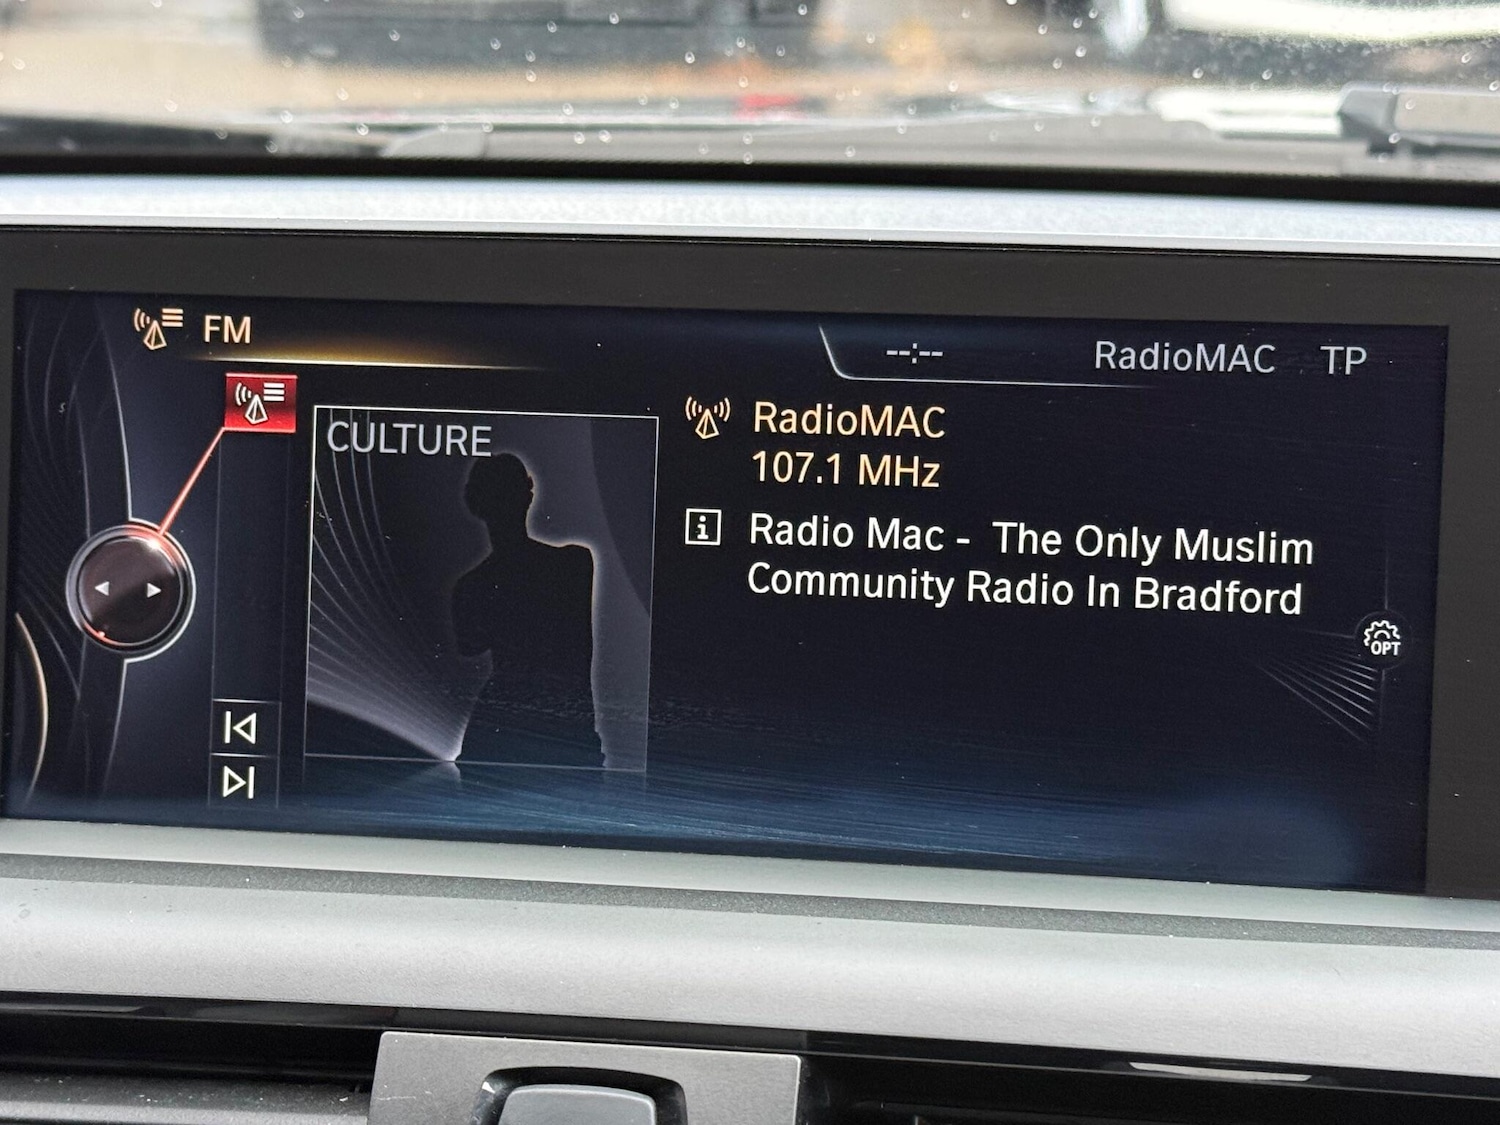 FM
--:--
RadioMAC TP
CULTURE
RadioMAC
107.1 MHz
Radio Mac - The Only Muslim
Community Radio In Bradford
OPT